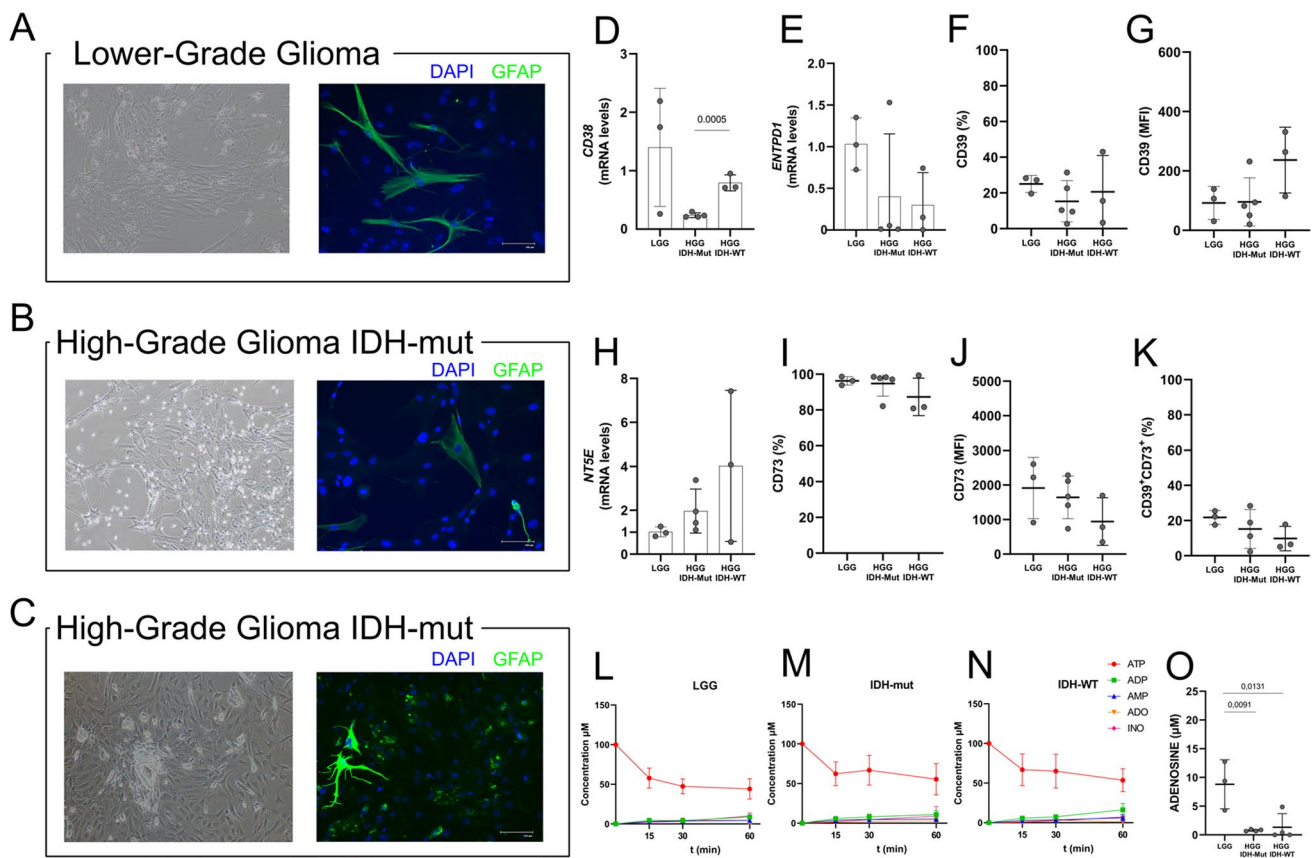 A
Lower-Grade Glioma
DAPI GFAP
B
High-Grade Glioma IDH-mut
DAPI GFAP
C
High-Grade Glioma IDH-mut
DAPI GFAP
D
CD38
(mRNA levels)
3
2
1
0
0.0005
LGG
HGG
IDH-Mut
HGG
IDH-WT
E
ENTPD1
(mRNA levels)
2.0
1.5
1.0
0.5
0.0
LGG
HGG
IDH-Mut
HGG
IDH-WT
F
CD39 (%)
100
80
60
40
20
0
LGG
HGG
IDH-Mut
HGG
IDH-WT
G
CD39 (MFI)
600
400
200
0
LGG
HGG
IDH-Mut
HGG
IDH-WT
H
NT5E
(mRNA levels)
8
6
4
2
0
LGG
HGG
IDH-Mut
HGG
IDH-WT
I
CD73 (%)
100
80
60
40
20
0
LGG
HGG
IDH-Mut
HGG
IDH-WT
J
CD73 (MFI)
5000
4000
3000
2000
1000
0
LGG
HGG
IDH-Mut
HGG
IDH-WT
K
CD39⁺CD73⁺ (%)
100
80
60
40
20
0
LGG
HGG
IDH-Mut
HGG
IDH-WT
L
LGG
Concentration µM
150
100
50
0
15
30
60
t (min)
M
IDH-mut
Concentration µM
150
100
50
0
15
30
60
t (min)
N
IDH-WT
Concentration µM
150
100
50
0
15
30
60
t (min)
ATP
ADP
AMP
ADO
INO
O
ADENOSINE (µM)
25
20
15
10
5
0
0,0131
0,0091
LGG
HGG
IDH-Mut
HGG
IDH-WT